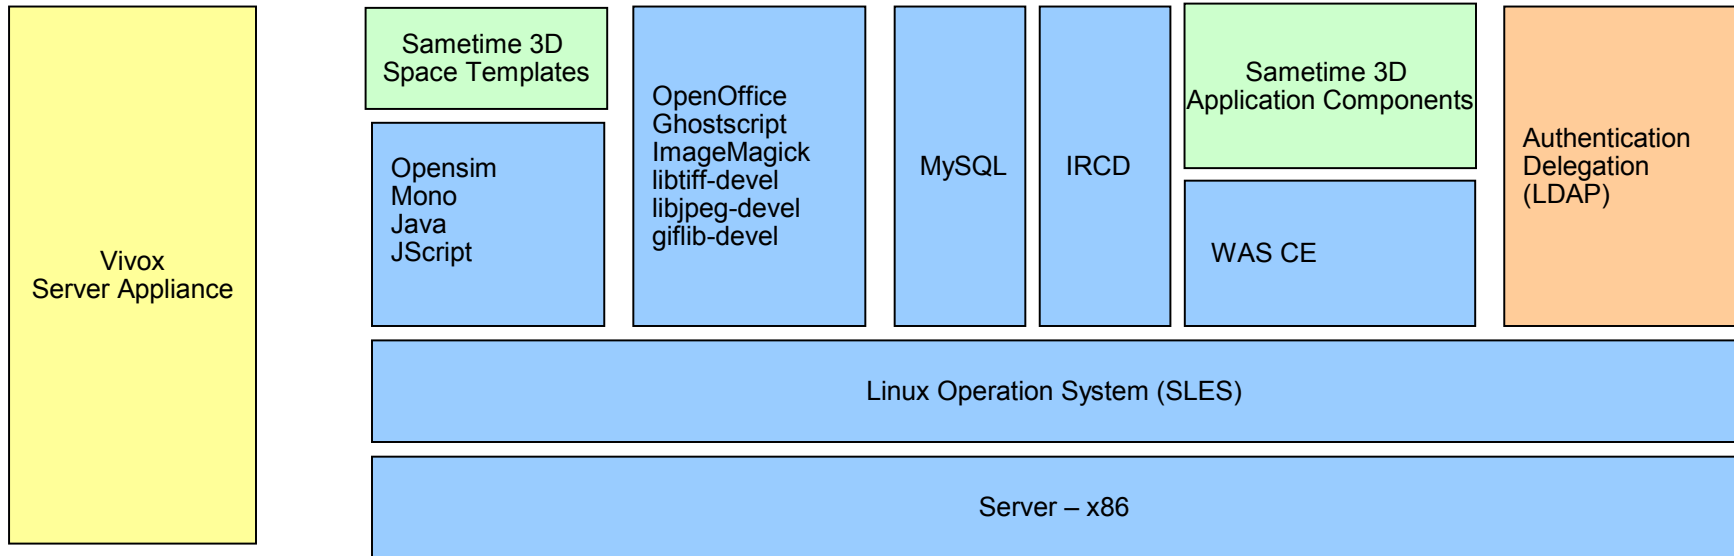 Vivox
Server Appliance
Sametime 3D
Space Templates
Opensim
Mono
Java
JScript
OpenOffice
Ghostscript
ImageMagick
libtiff-devel
libjpeg-devel
giflib-devel
MySQL
IRCD
Sametime 3D
Application Components
WAS CE
Authentication
Delegation
(LDAP)
Linux Operation System (SLES)
Server – x86